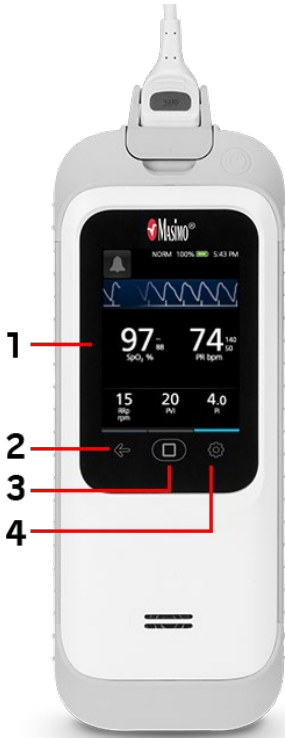 Masimo®
NORM 100% 5:43 PM
97 – 88 74 140 50
SpO₂ % PR bpm
15 20 4.0
RRp PVi Pi
rpm
1
2
3
4